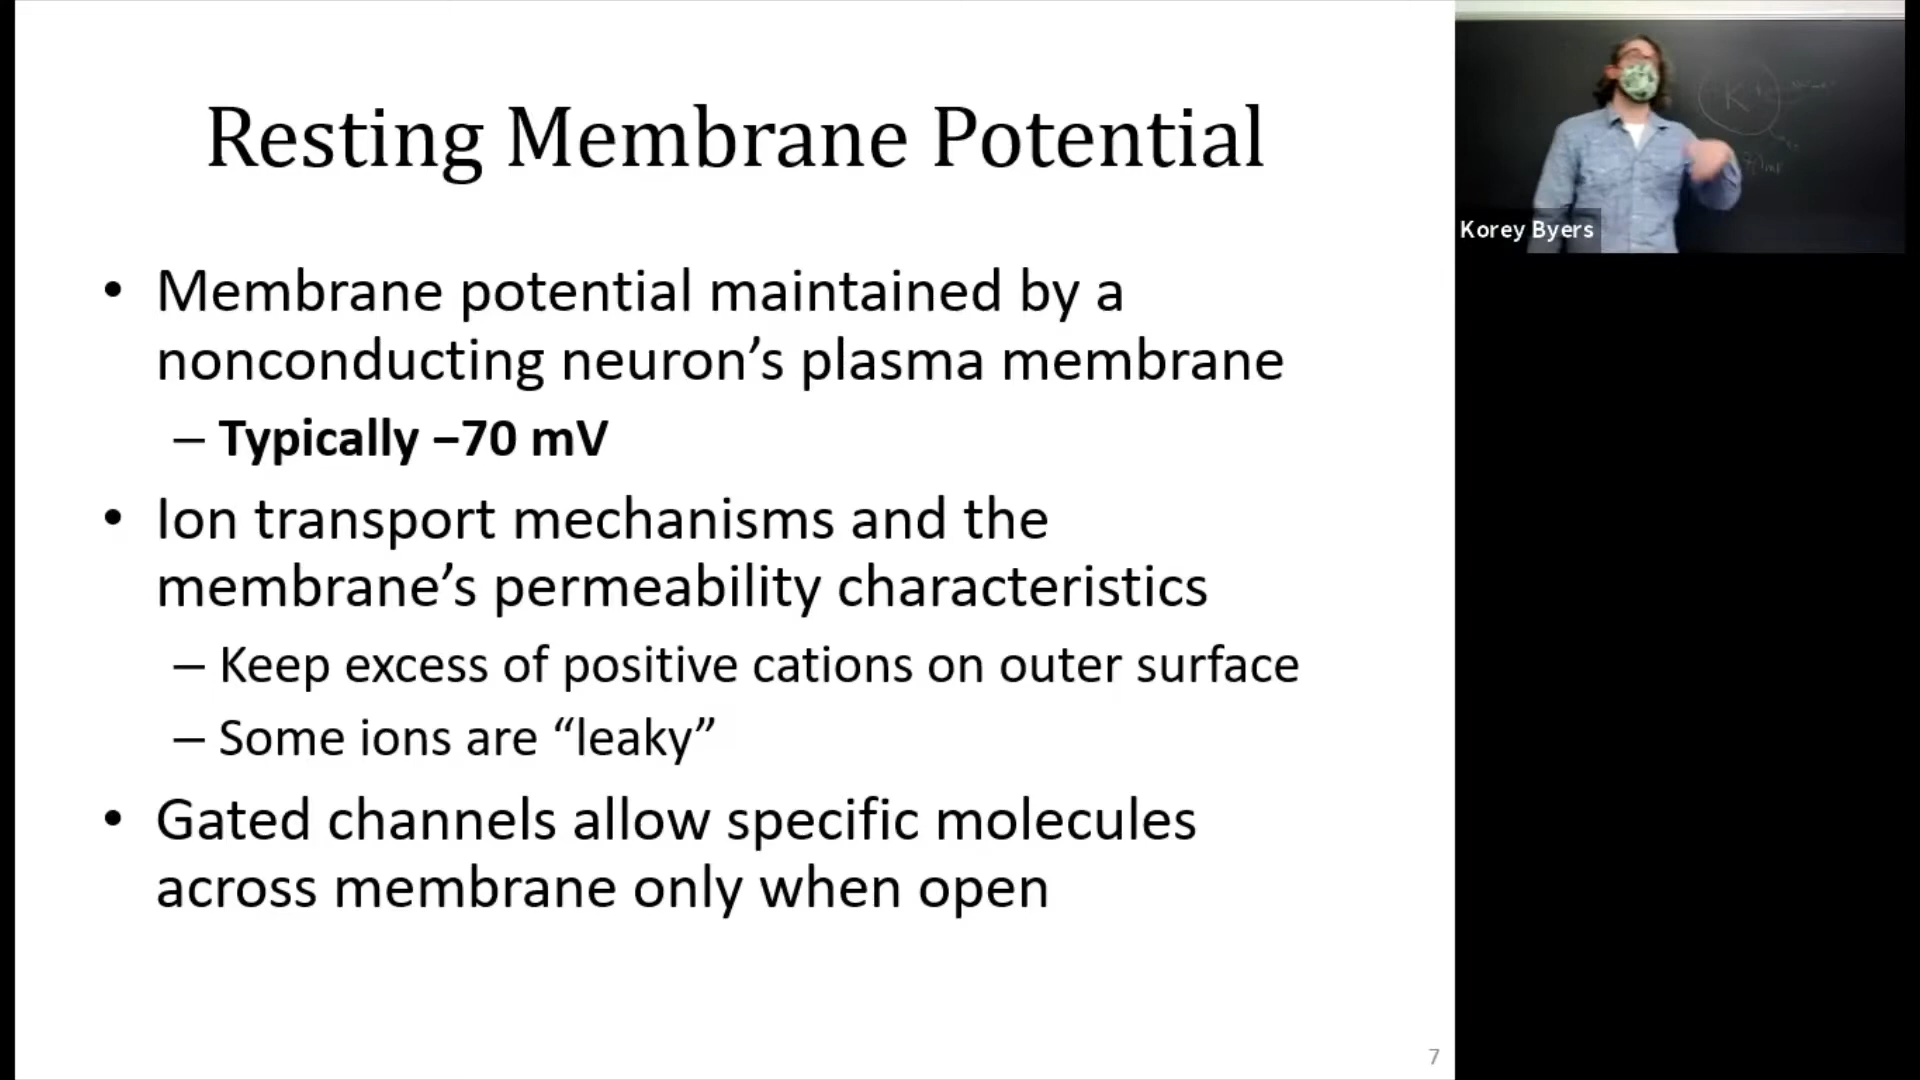 Resting Membrane Potential
• Membrane potential maintained by a
nonconducting neuron’s plasma membrane
– Typically −70 mV
• Ion transport mechanisms and the
membrane’s permeability characteristics
– Keep excess of positive cations on outer surface
– Some ions are “leaky”
• Gated channels allow specific molecules
across membrane only when open
7
K
Korey Byers